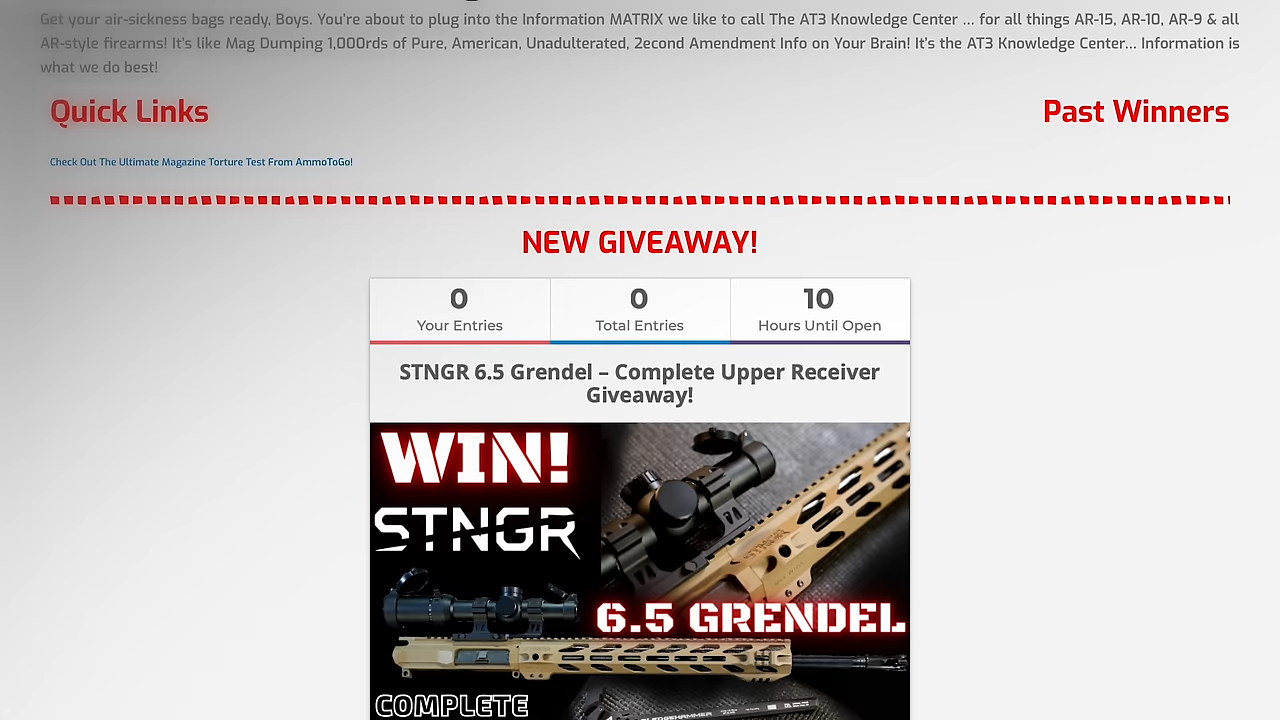 Get your air-sickness bags ready, Boys. You're about to plug into the Information MATRIX we like to call The AT3 Knowledge Center ... for all things AR-15, AR-10, AR-9 & all
AR-style firearms! It's like Mag Dumping 1,000rds of Pure, American, Unadulterated, 2econd Amendment Info on Your Brain! It's the AT3 Knowledge Center... Information is
what we do best!
Quick Links
Past Winners
Check Out The Ultimate Magazine Torture Test From AmmoToGo!
NEW GIVEAWAY!
0
Your Entries
0
Total Entries
10
Hours Until Open
STNGR 6.5 Grendel – Complete Upper Receiver
Giveaway!
WIN!
STNGR
6.5 GRENDEL
COMPLETE